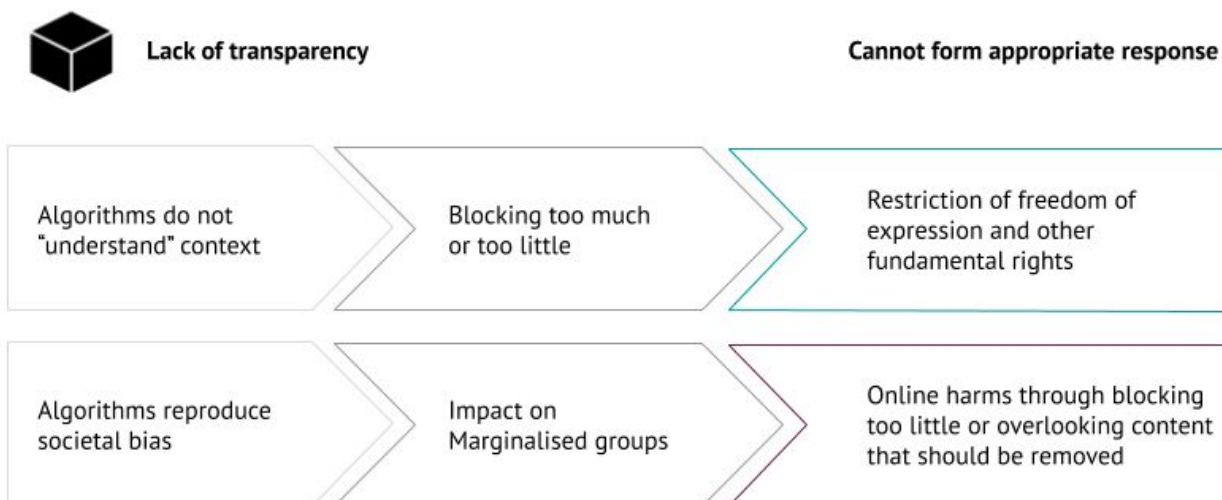 Lack of transparency
Cannot form appropriate response
Algorithms do not
“understand” context
Blocking too much
or too little
Restriction of freedom of
expression and other
fundamental rights
Algorithms reproduce
societal bias
Impact on
Marginalised groups
Online harms through blocking
too little or overlooking content
that should be removed